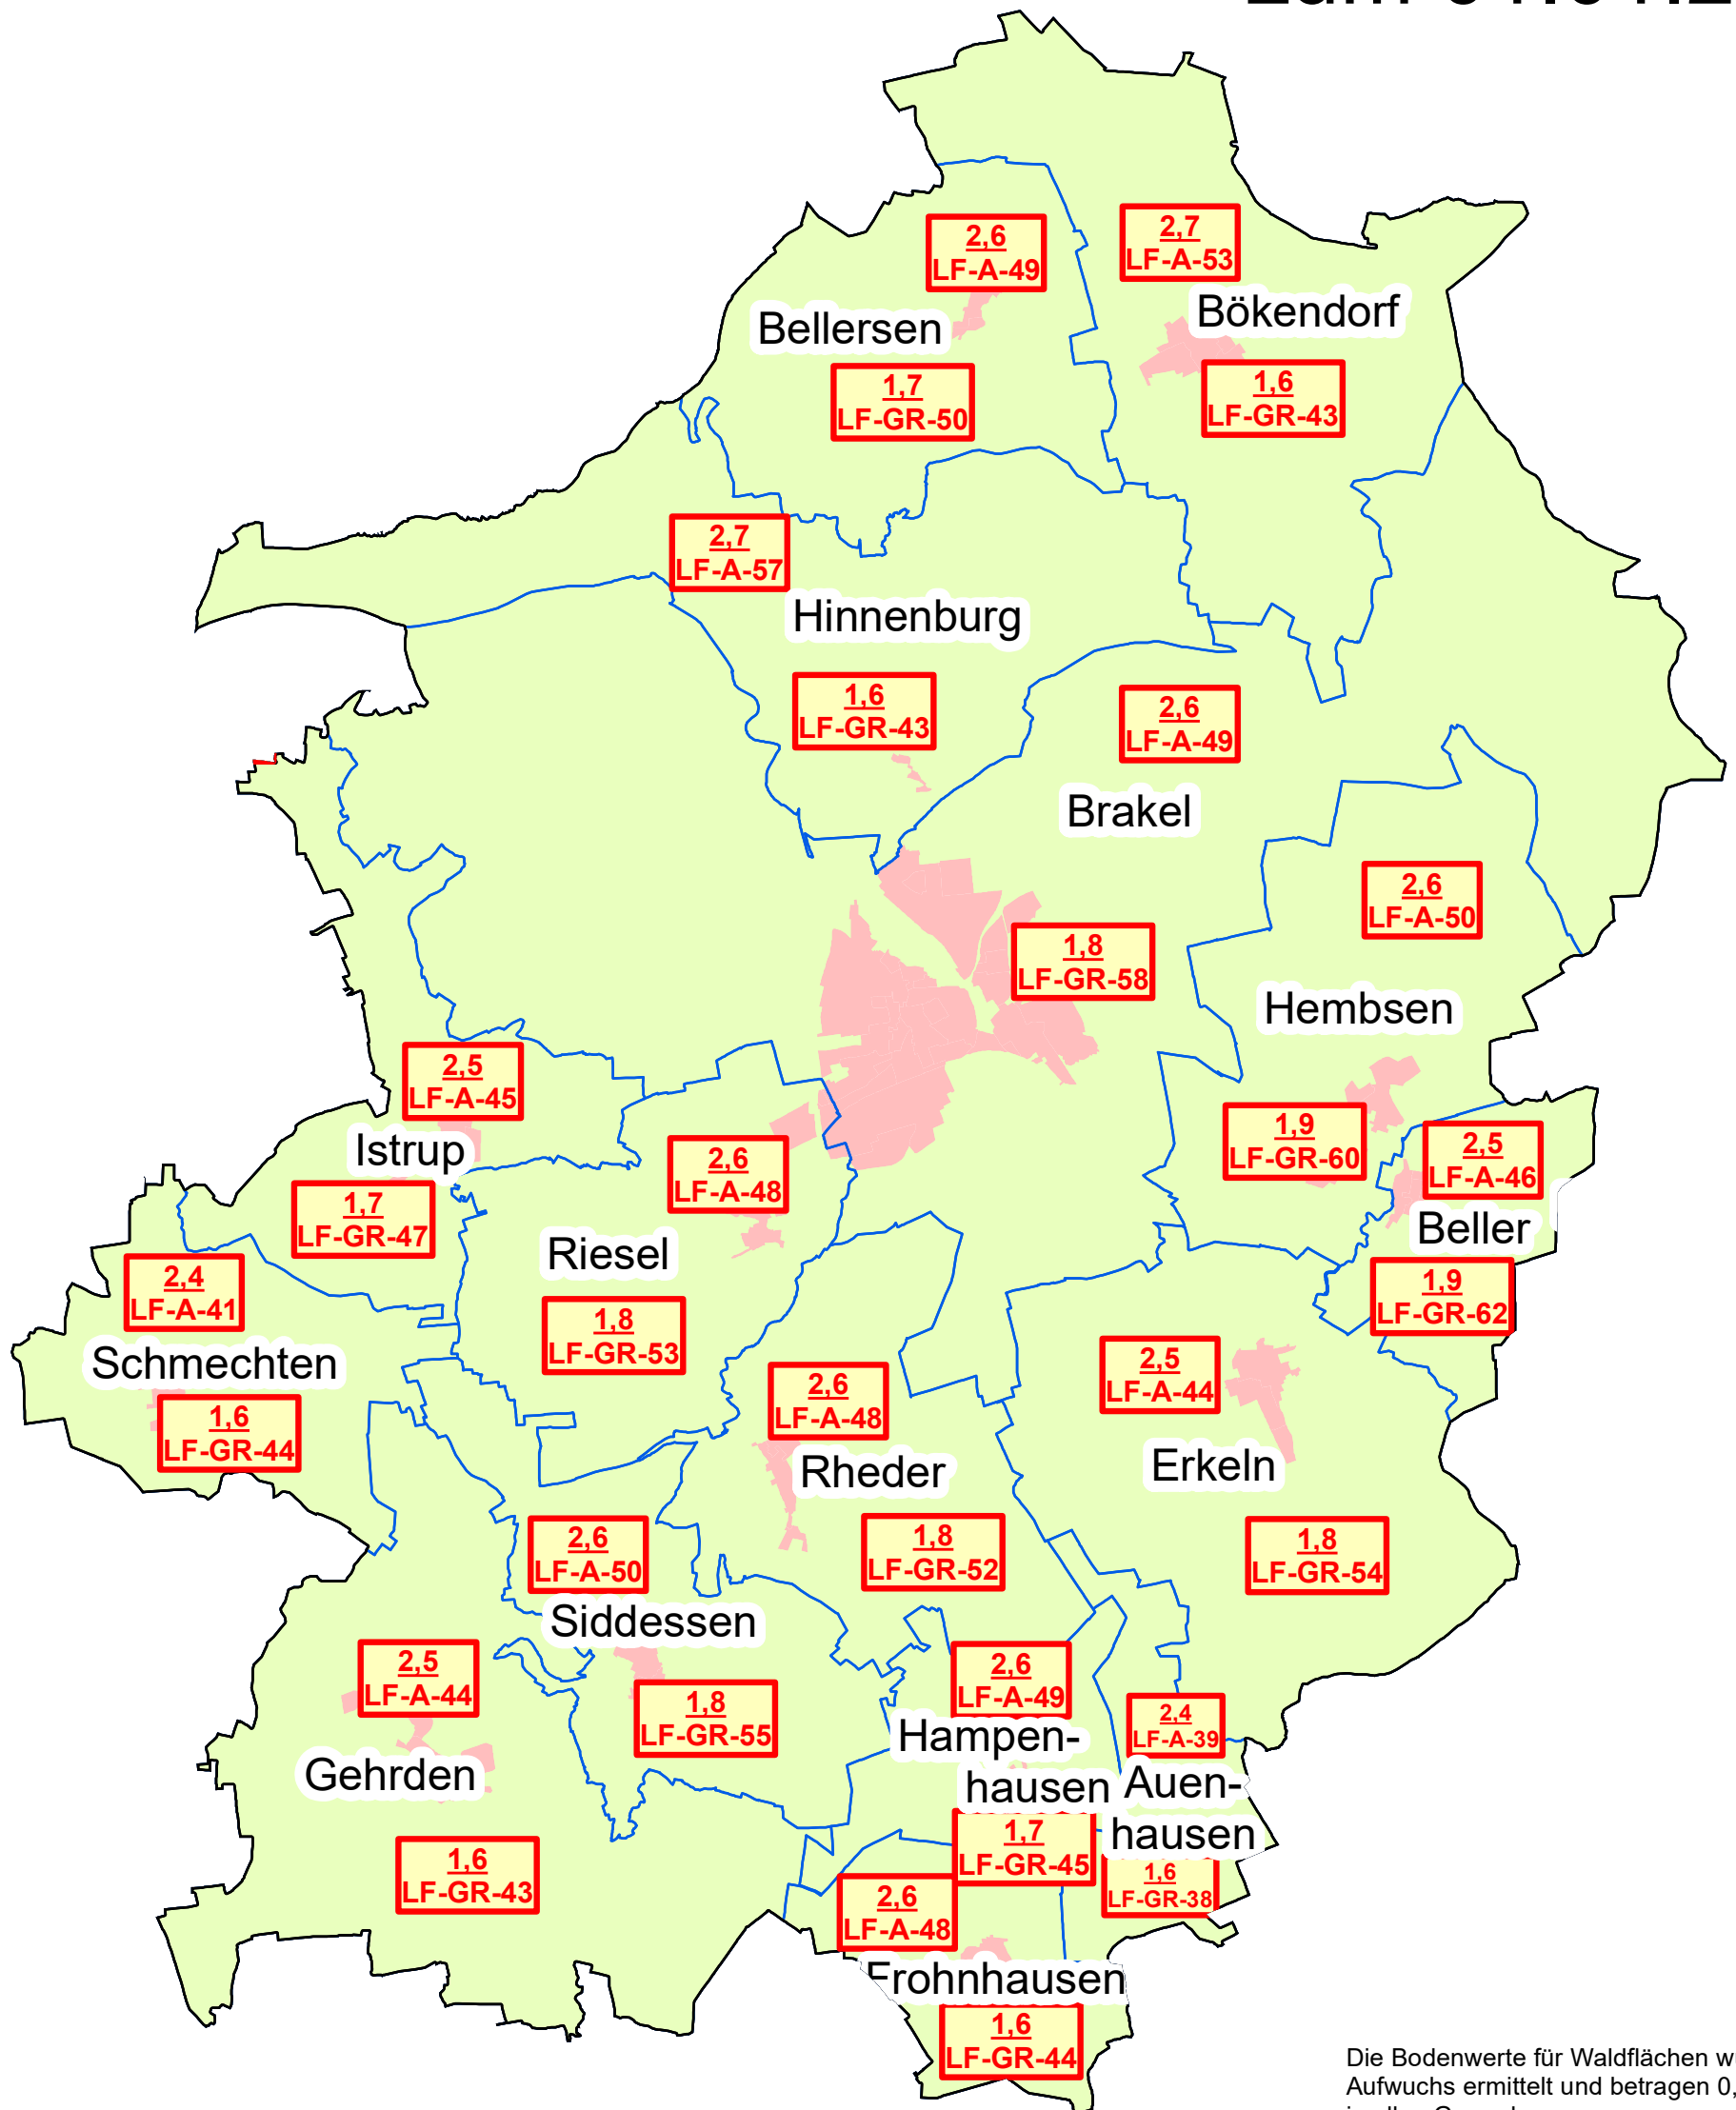 2,6
LF-A-49
2,7
LF-A-53
Bellersen
Bökendorf
1,7
LF-GR-50
1,6
LF-GR-43
2,7
LF-A-57
Hinnenburg
1,6
LF-GR-43
2,6
LF-A-49
Brakel
2,6
LF-A-50
1,8
LF-GR-58
Hembsen
2,5
LF-A-45
Istrup
2,6
LF-A-48
1,9
LF-GR-60
2,5
LF-A-46
1,7
LF-GR-47
Riesel
Beller
2,4
LF-A-41
1,8
LF-GR-53
1,9
LF-GR-62
Schmechten
1,6
LF-GR-44
2,6
LF-A-48
2,5
LF-A-44
Rheder
Erkeln
2,6
LF-A-50
1,8
LF-GR-52
1,8
LF-GR-54
Siddessen
2,5
LF-A-44
1,8
LF-GR-55
2,6
LF-A-49
2,4
LF-A-39
Gehrden
Hampen-
hausen
Auen-
hausen
1,6
LF-GR-43
1,7
LF-GR-45
1,6
LF-GR-38
2,6
LF-A-48
Frohnhausen
1,6
LF-GR-44
Die Bodenwerte für Waldflächen
Aufwuchs ermittelt und betragen 0,